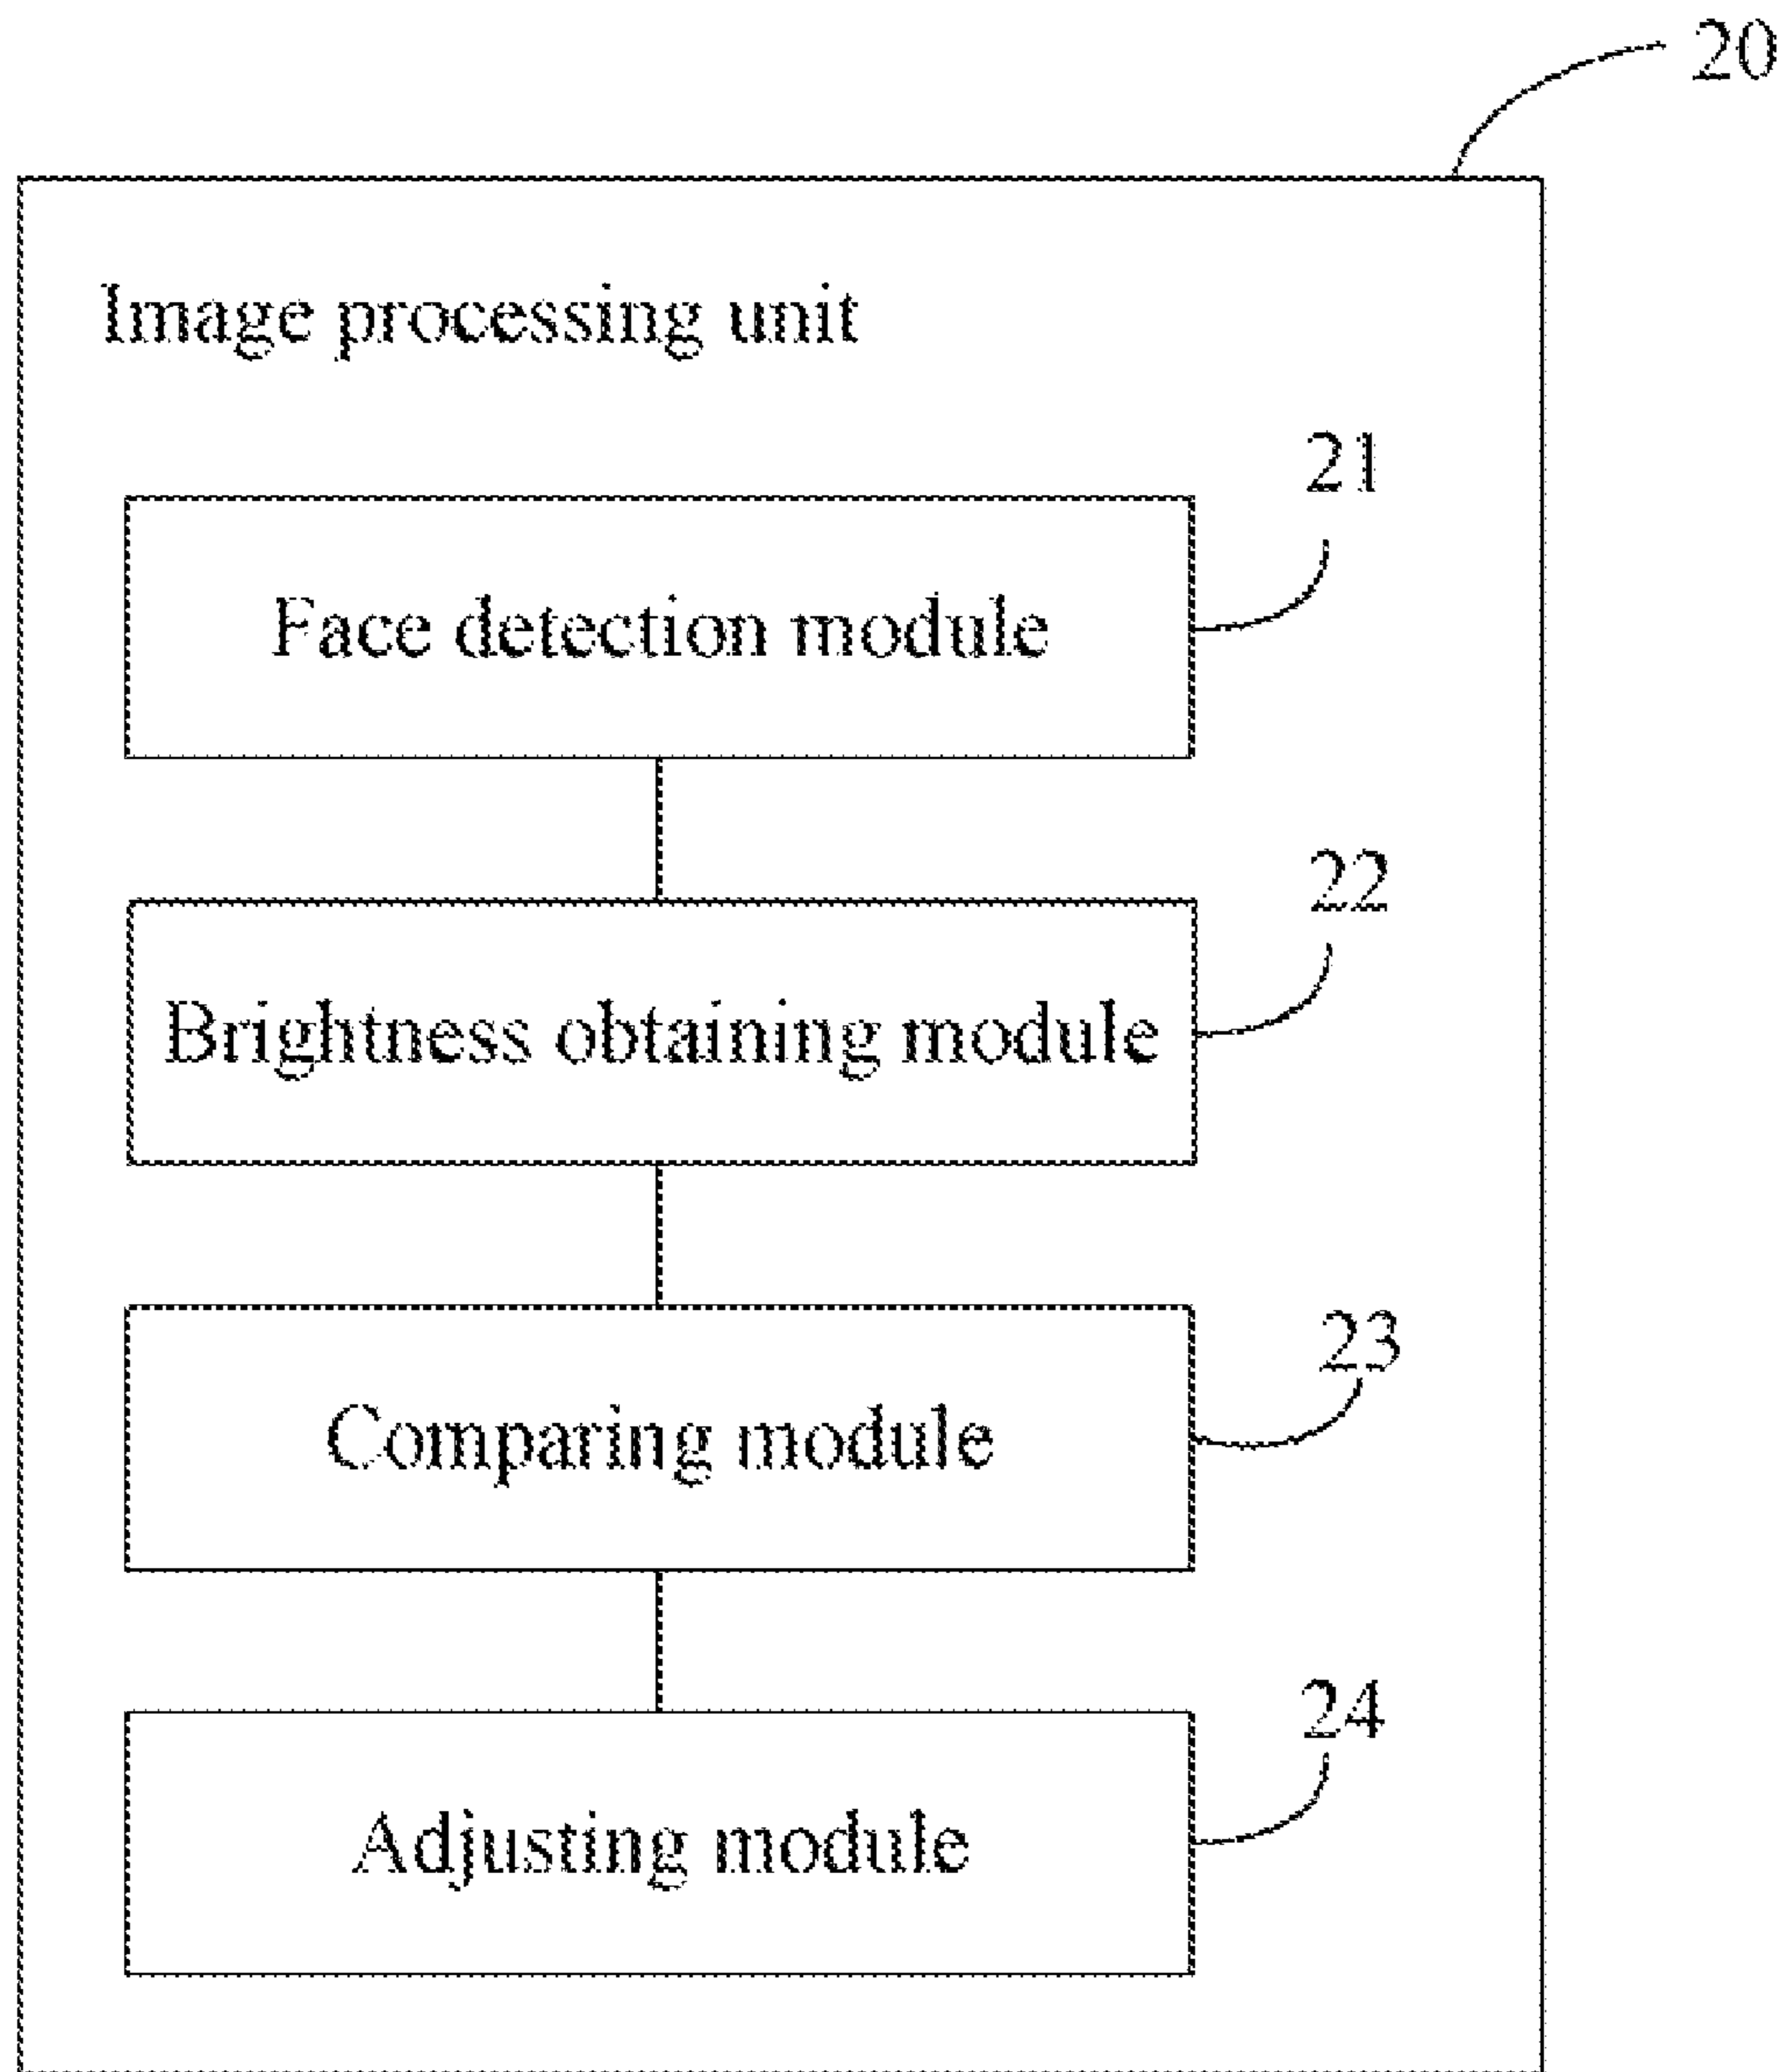 20
Image processing unit
21
Face detection module
22
Brightness obtaining module
23
Comparing module
24
Adjusting module